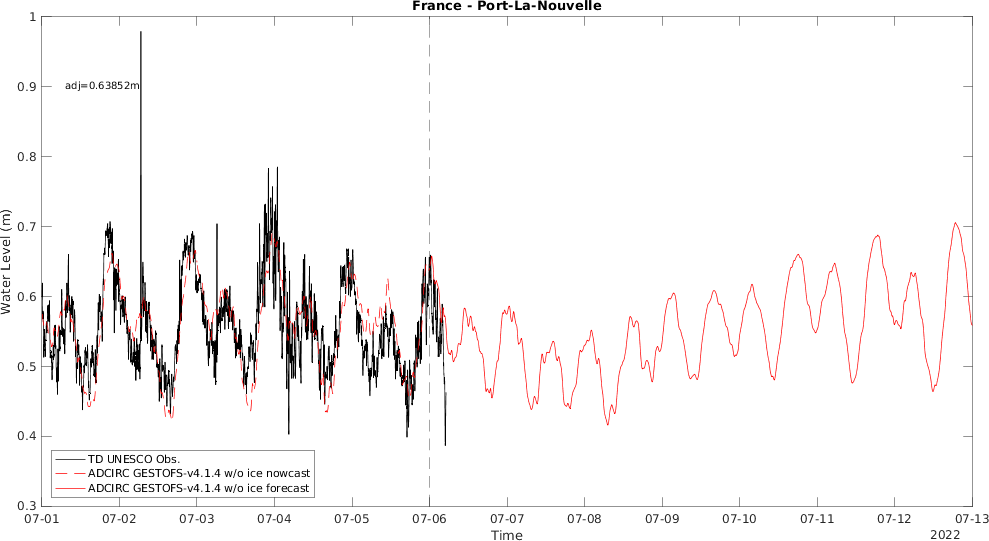 France - Port-La-Nouvelle
1
0.9
0.8
0.7
0.6
0.5
0.4
0.3
Water Level (m)
adj=0.63852m
TD UNESCO Obs.
ADCIRC GESTOFS-v4.1.4 w/o ice nowcast
ADCIRC GESTOFS-v4.1.4 w/o ice forecast
07-01 07-02 07-03 07-04 07-05 07-06 07-07 07-08 07-09 07-10 07-11 07-12 07-13
Time
2022